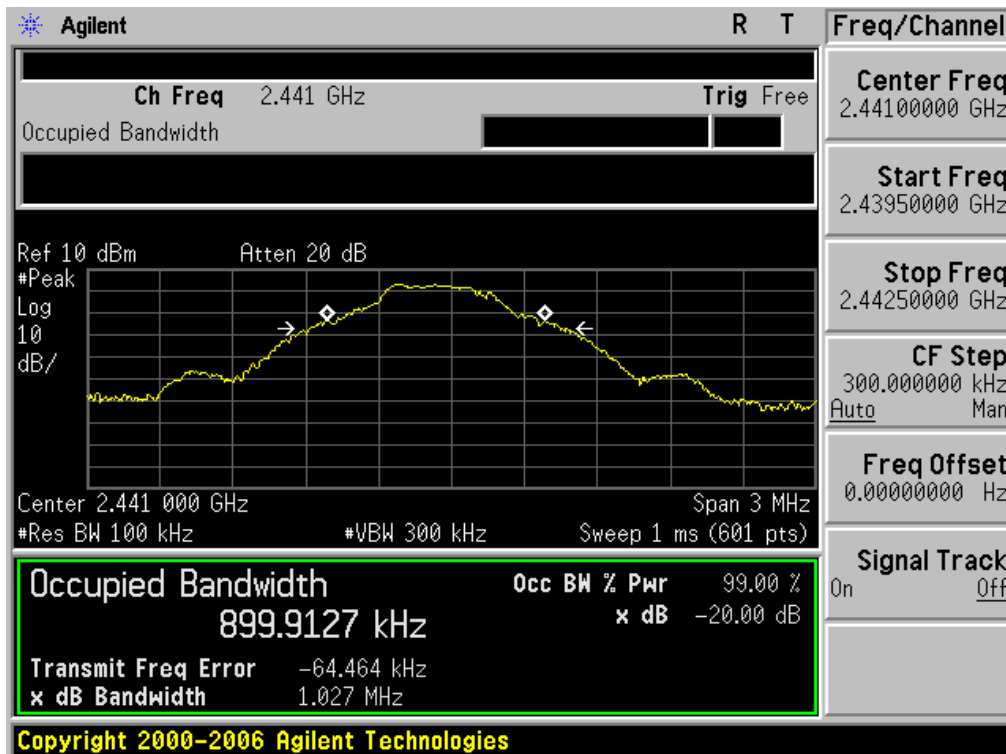 Agilent R T
Ch Freq 2.441 GHz Trig Free
Occupied Bandwidth
Ref 10 dBm Atten 20 dB
#Peak
Log
10
dB/
Center 2.441 000 GHz Span 3 MHz
#Res BW 100 kHz #VBW 300 kHz Sweep 1 ms (601 pts)
Occupied Bandwidth
899.9127 kHz
Occ BW % Pwr 99.00 %
x dB -20.00 dB
Transmit Freq Error -64.464 kHz
x dB Bandwidth 1.027 MHz
Copyright 2000-2006 Agilent Technologies
Freq/Channel
Center Freq
2.44100000 GHz
Start Freq
2.43950000 GHz
Stop Freq
2.44250000 GHz
CF Step
300.000000 kHz
Auto Man
Freq Offset
0.00000000 Hz
Signal Track
On Off